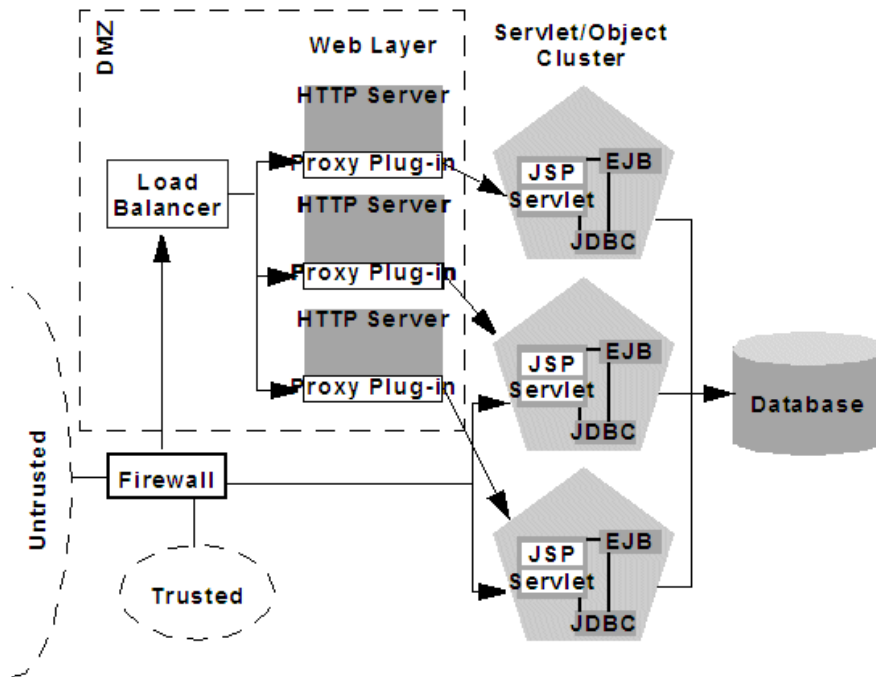 DMZ
Web Layer
Servlet/Object
Cluster
HTTP Server
Proxy Plug-in
HTTP Server
Proxy Plug-in
HTTP Server
Proxy Plug-in
Load
Balancer
JSP
EJB
Servlet
JDBC
JSP
EJB
Servlet
JDBC
JSP
EJB
Servlet
JDBC
Database
Untrusted
Firewall
Trusted